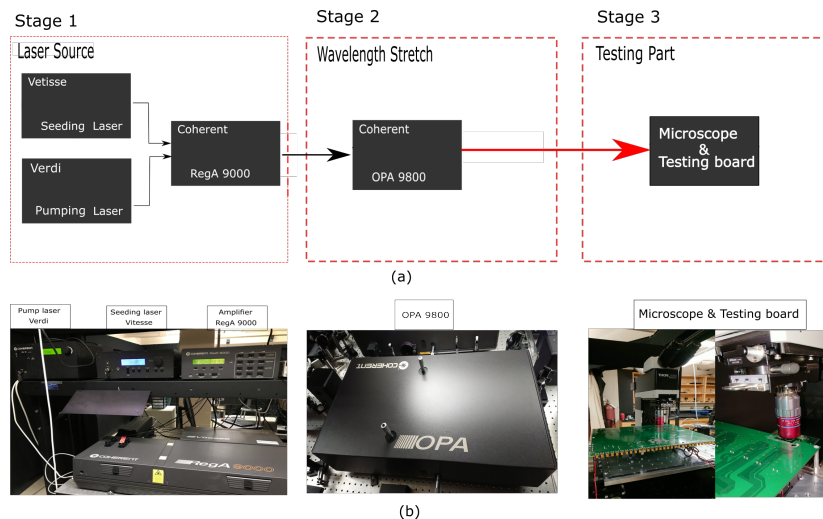 Stage 1
Stage 2
Stage 3
Laser Source
Wavelength Stretch
Testing Part
Vetisse
Seeding Laser
Verdi
Pumping Laser
Coherent
RegA 9000
Coherent
OPA 9800
Microscope
&
Testing board
(a)
Pump laser
Verdi
Seeding laser
Vitesse
Amplifier
RegA 9000
OPA 9800
Microscope & Testing board
COHERENT
COHERENT
RegA 9000
COHERENT
OPA
(b)